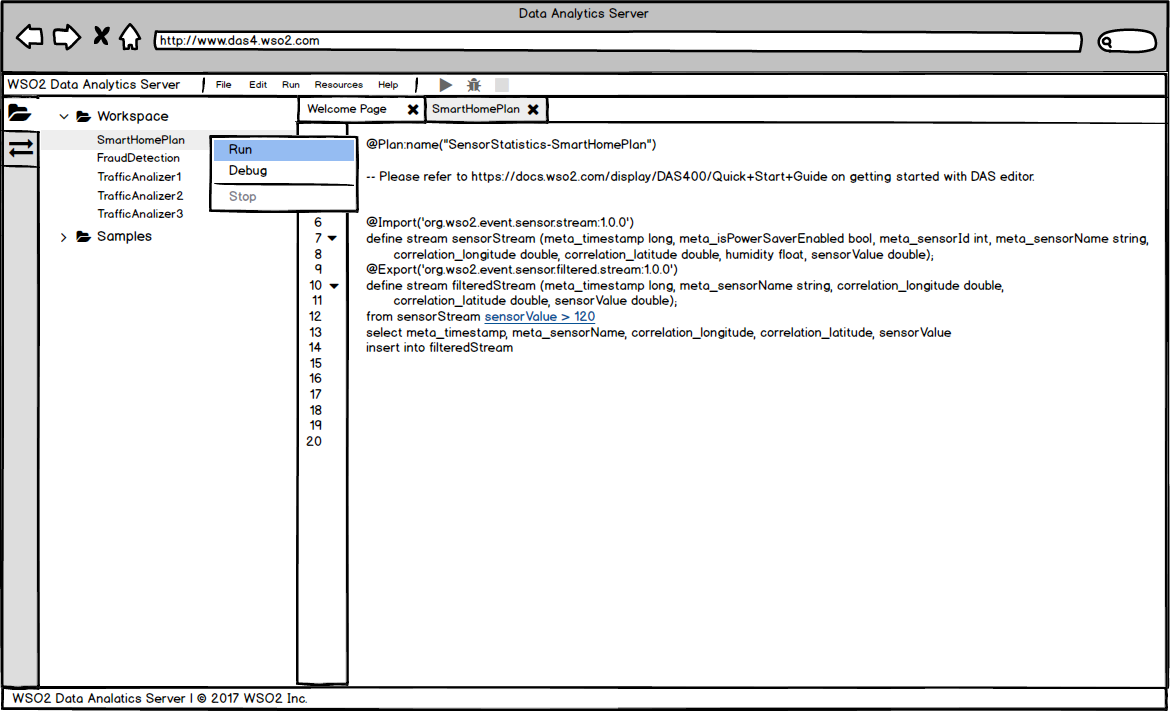 Data Analytics Server
http://www.das4.wso2.com
WSO2 Data Analytics Server
File Edit Run Resources Help
Workspace
SmartHomePlan
FraudDetection
TrafficAnalizer1
TrafficAnalizer2
TrafficAnalizer3
Samples
Run
Debug
Stop
Welcome Page
SmartHomePlan
@Plan:name("SensorStatistics-SmartHomePlan")
-- Please refer to https://docs.wso2.com/display/DAS400/Quick+Start+Guide on getting started with DAS editor.
6 @Import('org.wso2.event.sensor.stream:1.0.0')
7 define stream sensorStream (meta_timestamp long, meta_isPowerSaverEnabled bool, meta_sensorId int, meta_sensorName string,
8 correlation_longitude double, correlation_latitude double, humidity float, sensorValue double);
9 @Export('org.wso2.event.sensor.filtered.stream:1.0.0')
10 define stream filteredStream (meta_timestamp long, meta_sensorName string, correlation_longitude double,
11 correlation_latitude double, sensorValue double);
12 from sensorStream sensorValue > 120
13 select meta_timestamp, meta_sensorName, correlation_longitude, correlation_latitude, sensorValue
14 insert into filteredStream
15
16
17
18
19
20
WSO2 Data Analatics Server | © 2017 WSO2 Inc.